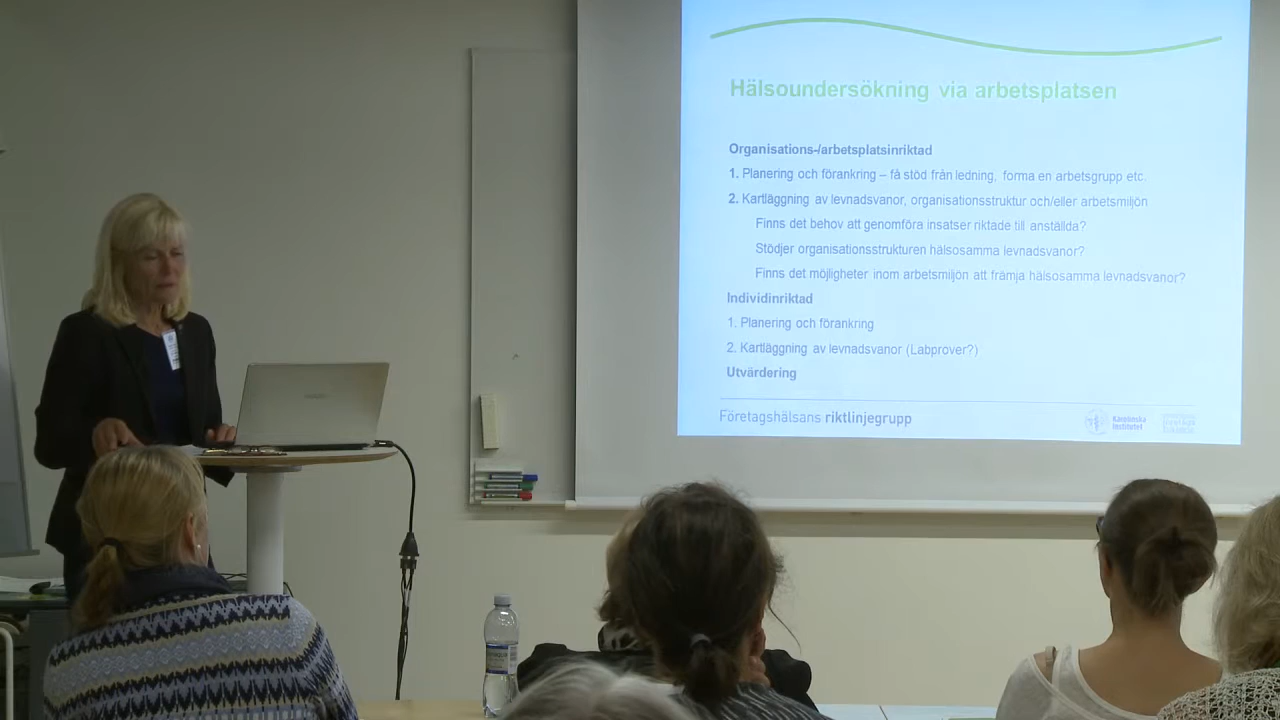 Hälsoundersökning via arbetsplatsen
Organisations-/arbetsplatsinriktad
1. Planering och förankring – få stöd från ledning, forma en arbetsgrupp etc.
2. Kartläggning av levnadsvanor, organisationsstruktur och/eller arbetsmiljön
Finns det behov att genomföra insatser riktade till anställda?
Stödjer organisationsstrukturen hälsosamma levnadsvanor?
Finns det möjligheter inom arbetsmiljön att främja hälsosamma levnadsvanor?
Individinriktad
1. Planering och förankring
2. Kartläggning av levnadsvanor (Labprover?)
Utvärdering
Företagshälsans riktlinjegrupp
Karolinska
Institutet